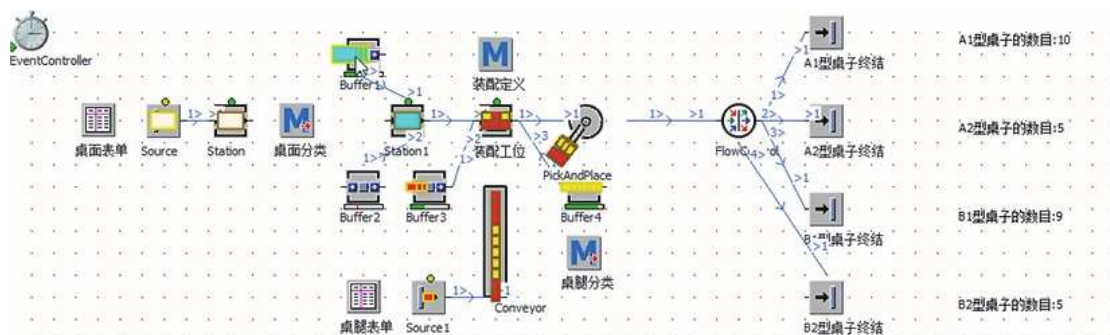 EventController
Buffer1
装配定义
A1型桌子终结
A1型桌子的数目:10
桌面表单
Source
Station
桌面分类
Station1
装配工位
PickAndPlace
A2型桌子终结
A2型桌子的数目:5
Buffer2
Buffer3
Buffer4
桌子终结
B1型桌子的数目:9
桌腿分类
桌腿表单
Source1
Conveyor
B2型桌子终结
B2型桌子的数目:5